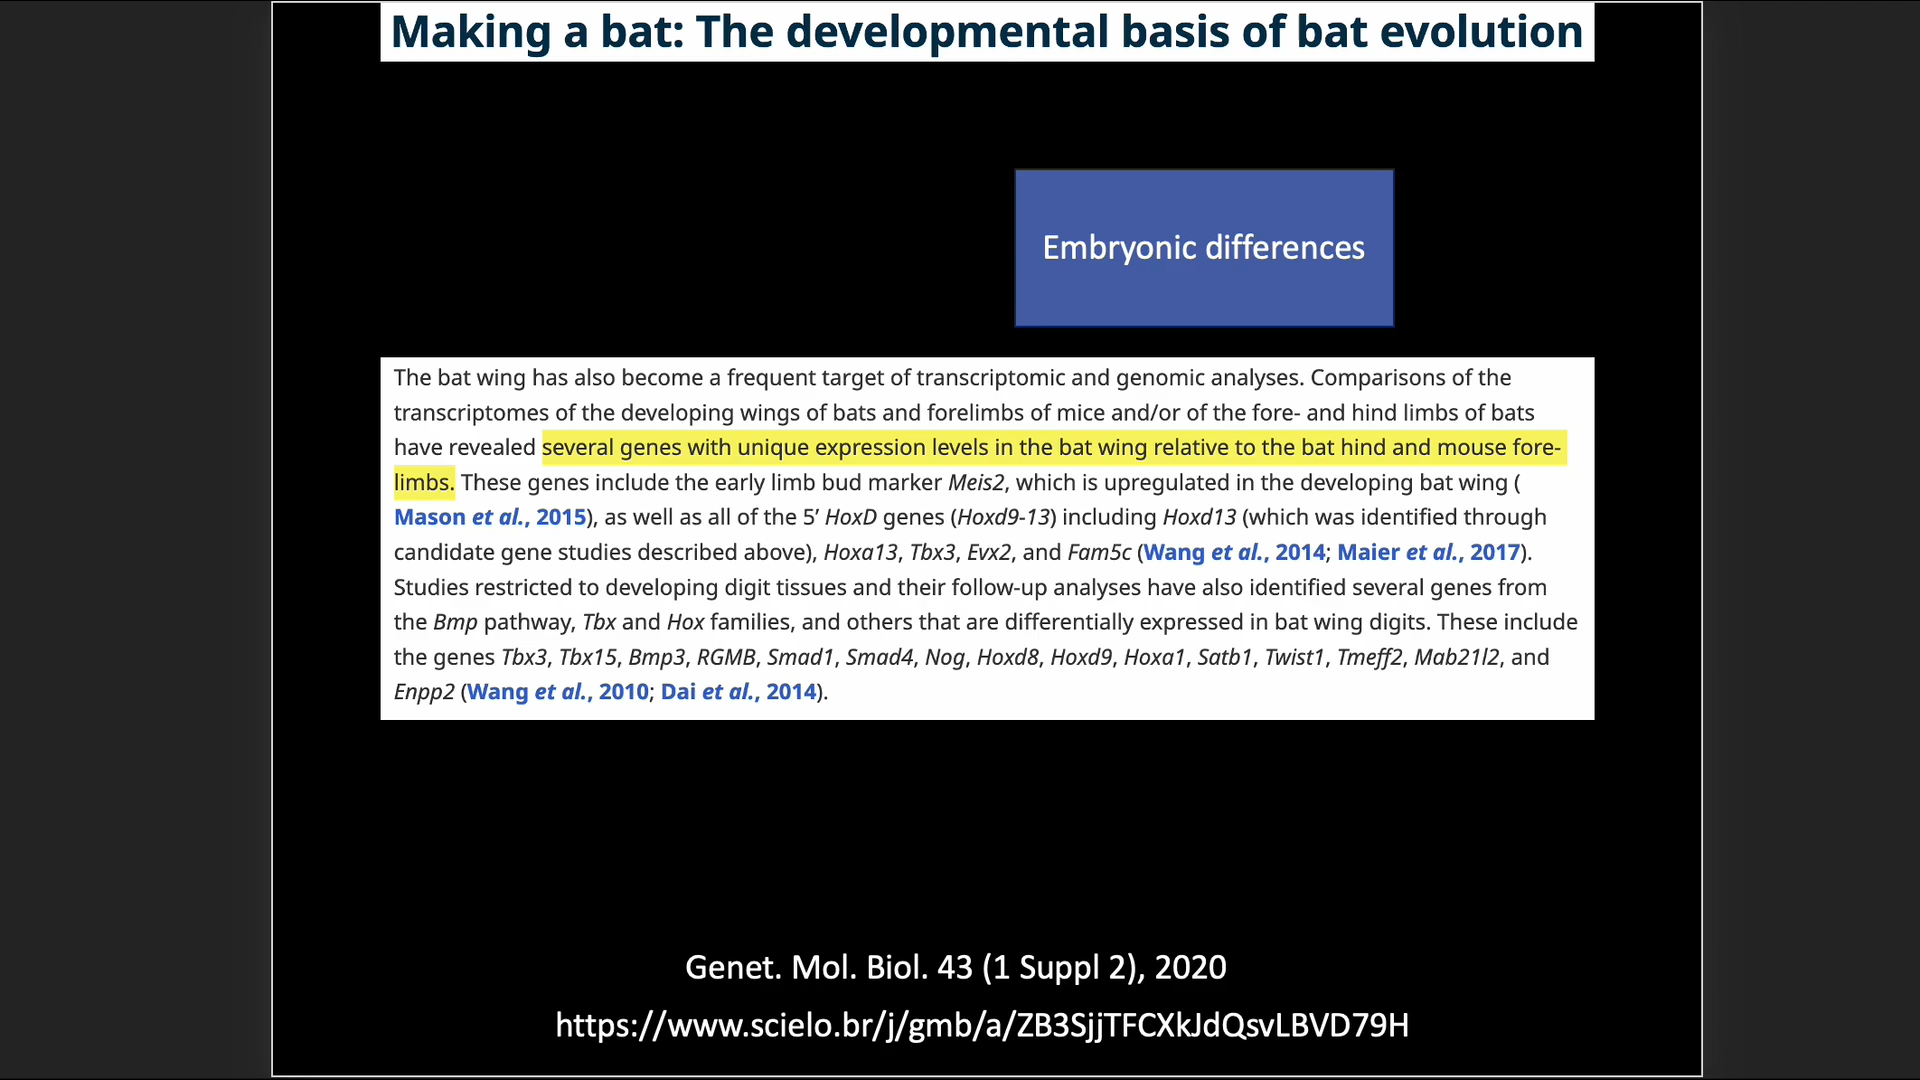 Making a bat: The developmental basis of bat evolution
Embryonic differences
The bat wing has also become a frequent target of transcriptomic and genomic analyses. Comparisons of the
transcriptomes of the developing wings of bats and forelimbs of mice and/or of the fore- and hind limbs of bats
have revealed several genes with unique expression levels in the bat wing relative to the bat hind and mouse fore-
limbs. These genes include the early limb bud marker Meis2, which is upregulated in the developing bat wing (
Mason et al., 2015), as well as all of the 5’ HoxD genes (Hoxd9-13) including Hoxd13 (which was identified through
candidate gene studies described above), Hoxa13, Tbx3, Evx2, and Fam5c (Wang et al., 2014; Maier et al., 2017).
Studies restricted to developing digit tissues and their follow-up analyses have also identified several genes from
the Bmp pathway, Tbx and Hox families, and others that are differentially expressed in bat wing digits. These include
the genes Tbx3, Tbx15, Bmp3, RGMB, Smad1, Smad4, Nog, Hoxd8, Hoxd9, Hoxa1, Satb1, Twist1, Tmeff2, Mab21l2, and
Enpp2 (Wang et al., 2010; Dai et al., 2014).
Genet. Mol. Biol. 43 (1 Suppl 2), 2020
https://www.scielo.br/j/gmb/a/ZB3SjjTFCXkJdQsvLBVD79H